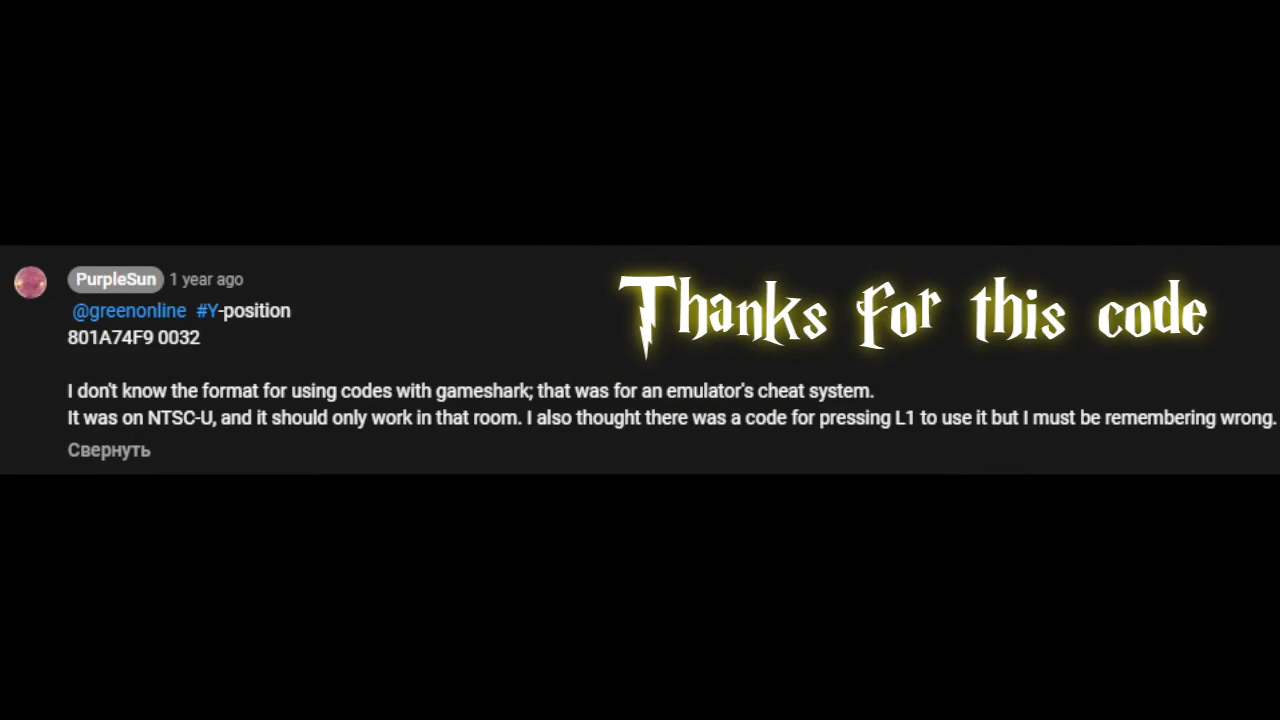 PurpleSun 1 year ago
Thanks for this code
@greenonline #Y-position
801A74F9 0032
I don't know the format for using codes with gameshark; that was for an emulator's cheat system.
It was on NTSC-U, and it should only work in that room. I also thought there was a code for pressing L1 to use it but I must be remembering wrong.
Свернуть